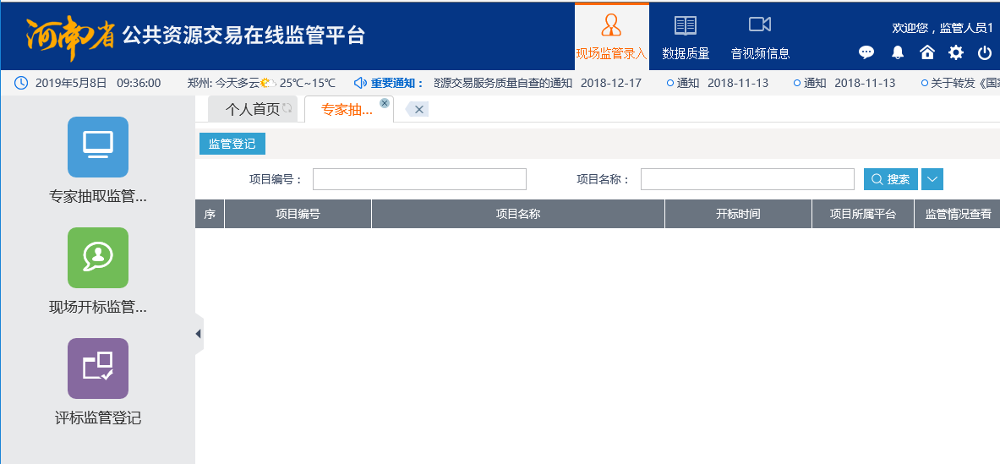 河南省 公共资源交易在线监管平台
现场监管录入 数据质量 音视频信息
欢迎您，监管人员1
2019年5月8日 09:36:00 郑州: 今天多云 25℃~15℃ 重要通知： 资源交易服务质量自查的通知 2018-12-17 通知 2018-11-13 通知 2018-11-13 关于转发《国家
个人首页 专家抽...
监管登记
项目编号： 项目名称： 搜索
序 项目编号 项目名称 开标时间 项目所属平台 监管情况查看
专家抽取监管...
现场开标监管...
评标监管登记